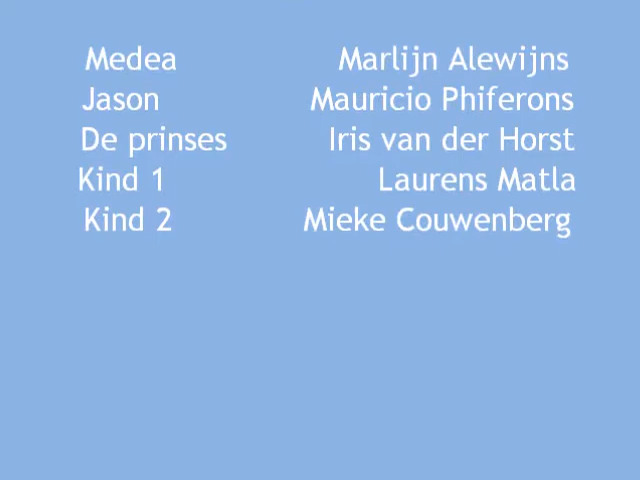 Medea Marlijn Alewijns
Jason Mauricio Phiferons
De prinses Iris van der Horst
Kind 1 Laurens Matla
Kind 2 Mieke Couwenberg